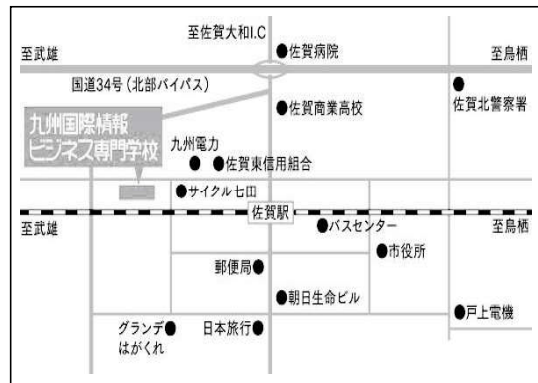 至佐賀大和I.C
至武雄
佐賀病院
至鳥栖
国道34号(北部バイパス)
佐賀商業高校
佐賀北警察署
九州国際情報
ビジネス専門学校
九州電力
佐賀東信用組合
サイクル七田
佐賀駅
至武雄
バスセンター
至鳥栖
郵便局
市役所
朝日生命ビル
戸上電機
グランデ
はがくれ
日本旅行